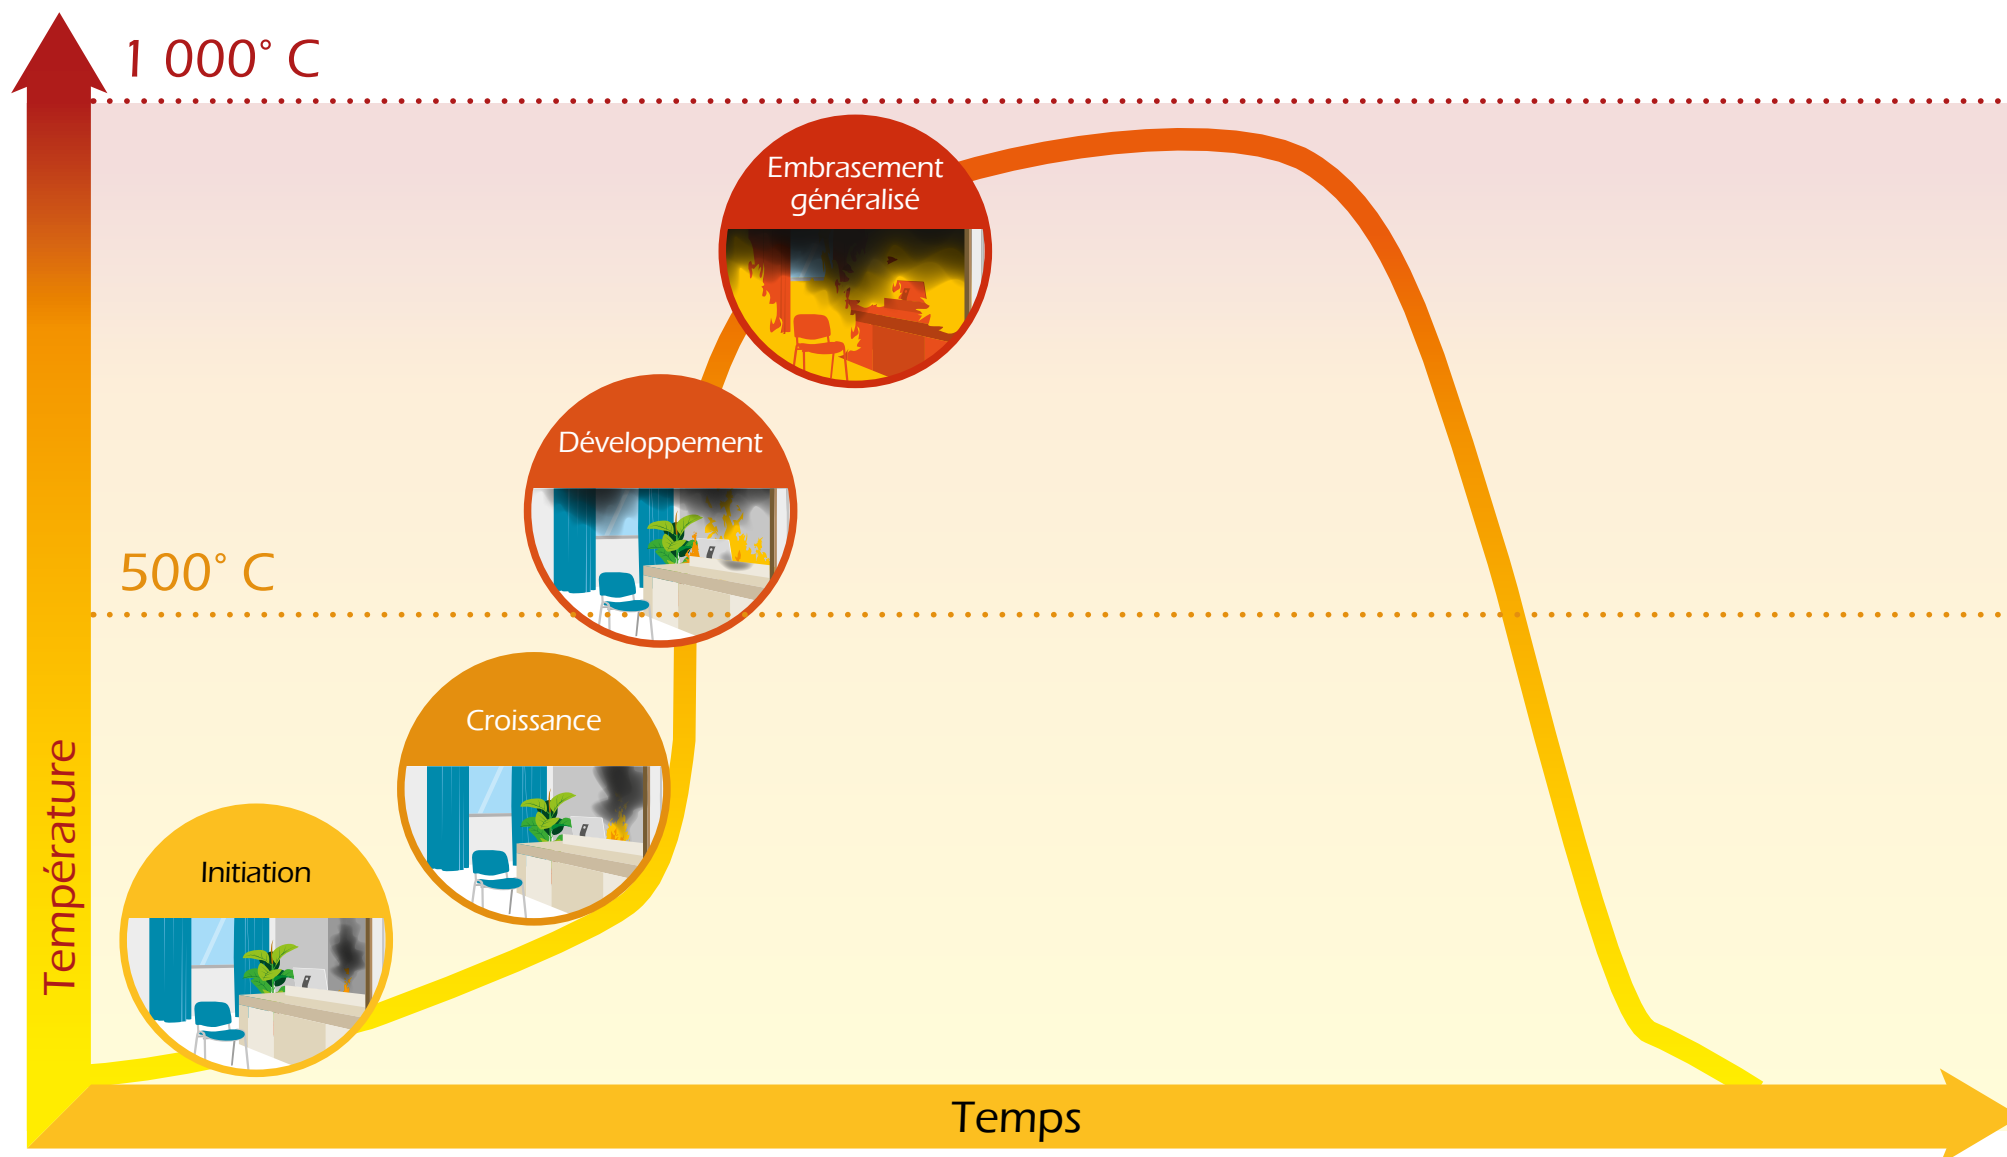 1 000° C
Embrasement
généralisé
Développement
500° C
Croissance
Température
Initiation
Temps